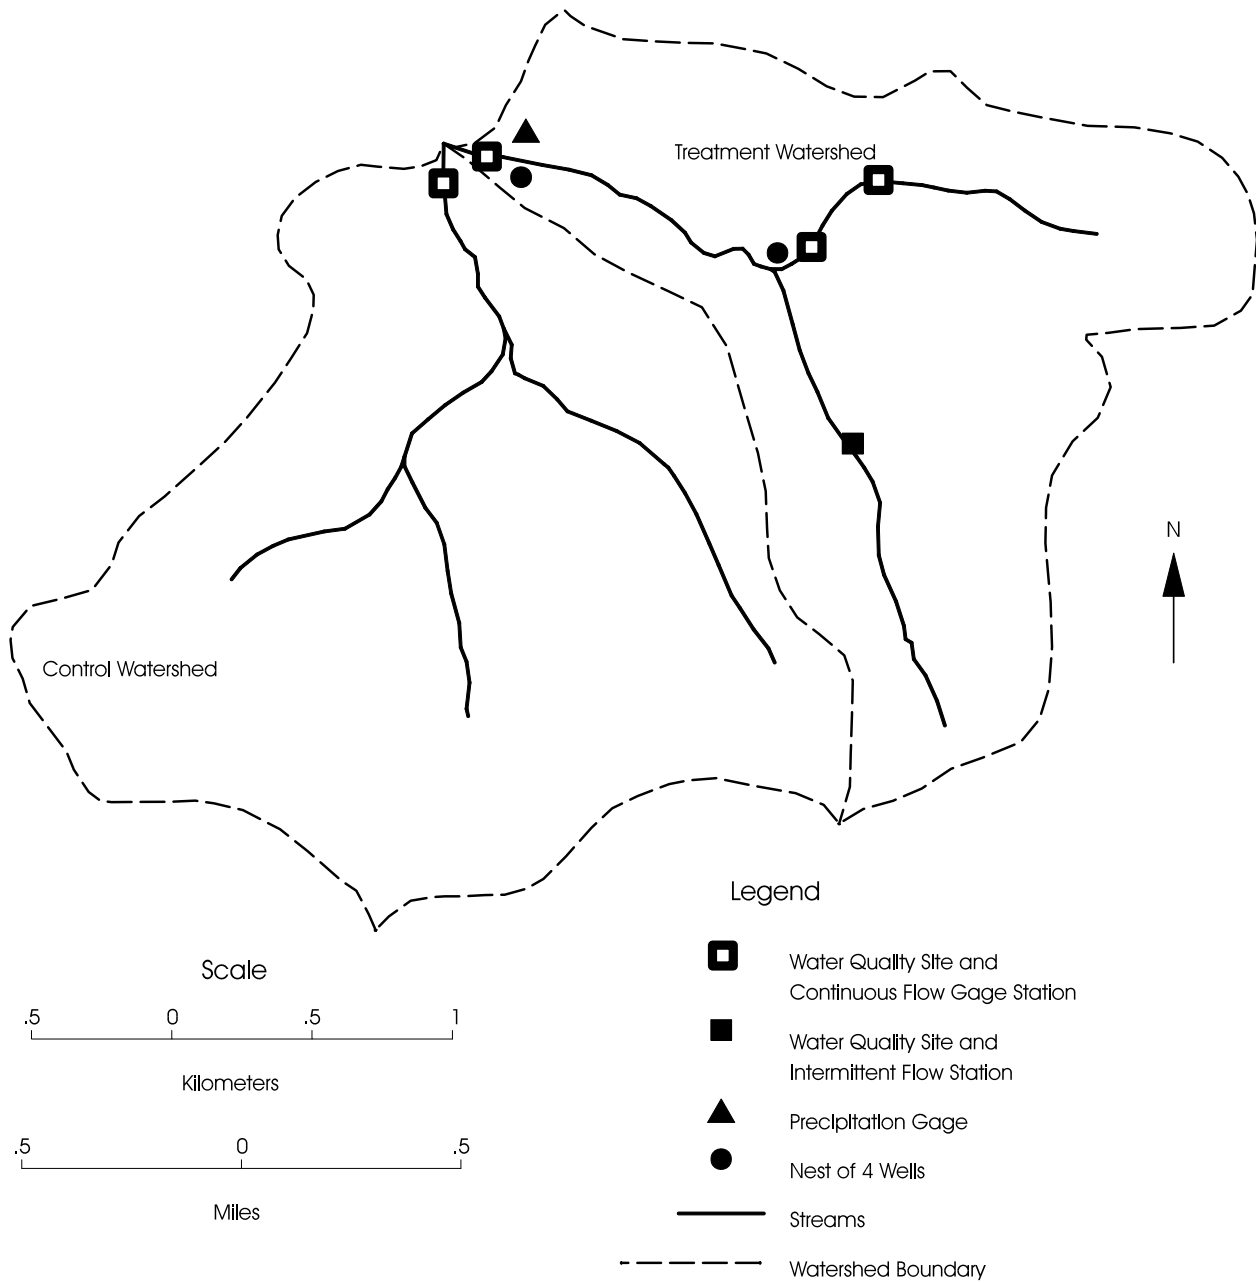 Treatment Watershed
N
Control Watershed
Legend
Water Quality Site and
Continuous Flow Gage Station
Water Quality Site and
Intermittent Flow Station
Precipitation Gage
Nest of 4 Wells
Streams
Watershed Boundary
Scale
.5 0 .5 1
Kilometers
.5 0 .5
Miles